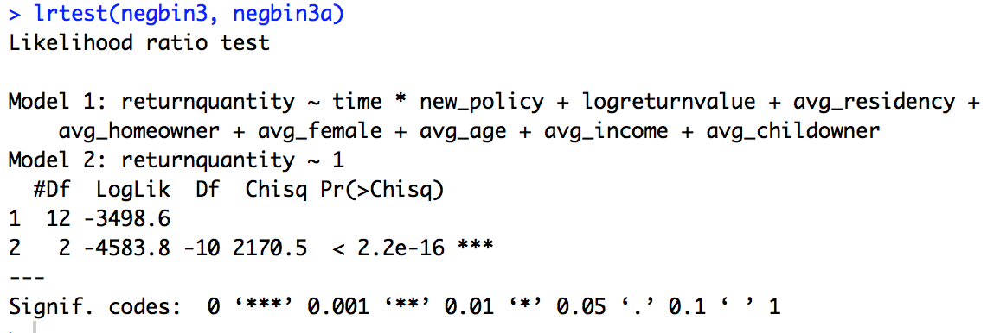 > lrtest(negbin3, negbin3a)
Likelihood ratio test

Model 1: returnquantity ~ time * new_policy + logreturnvalue + avg_residency +
    avg_homeowner + avg_female + avg_age + avg_income + avg_childowner
Model 2: returnquantity ~ 1
  #Df  LogLik  Df  Chisq Pr(>Chisq)
1  12 -3498.6
2   2 -4583.8 -10 2170.5  < 2.2e-16 ***
---
Signif. codes:  0 ‘***’ 0.001 ‘**’ 0.01 ‘*’ 0.05 ‘.’ 0.1 ‘ ’ 1